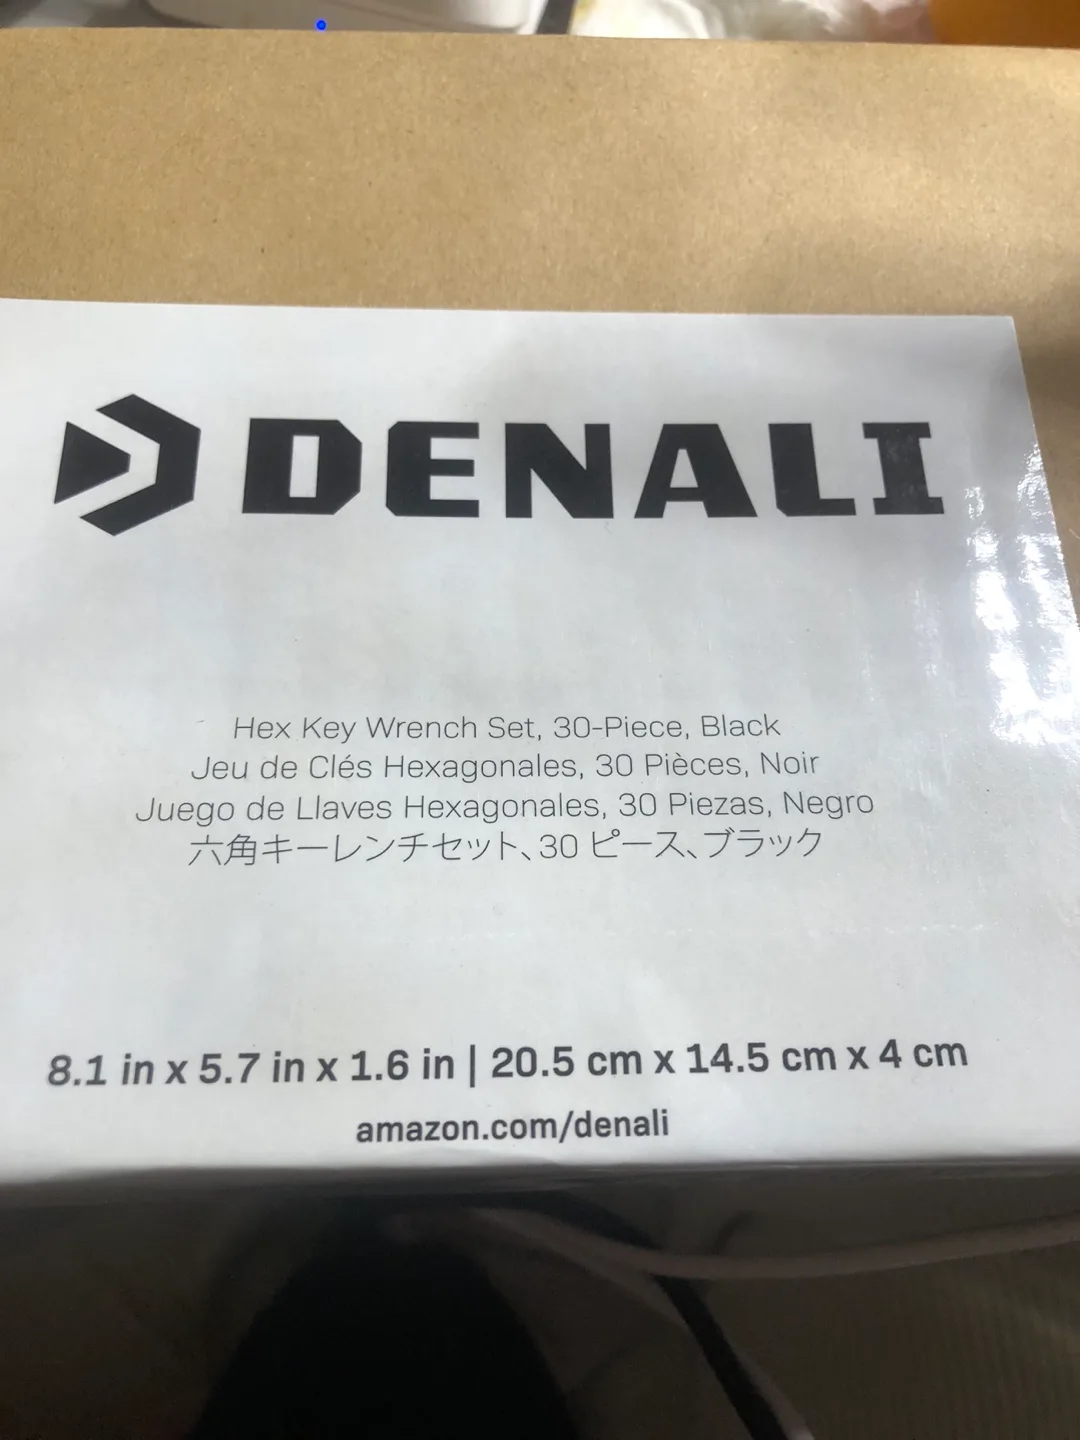 DENALI
Hex Key Wrench Set, 30-Piece, Black
Jeu de Clés Hexagonales, 30 Pièces, Noir
Juego de Llaves Hexagonales, 30 Piezas, Negro
六角キーレンチセット、30 ピース、ブラック
8.1 in x 5.7 in x 1.6 in | 20.5 cm x 14.5 cm x 4 cm
amazon.com/denali